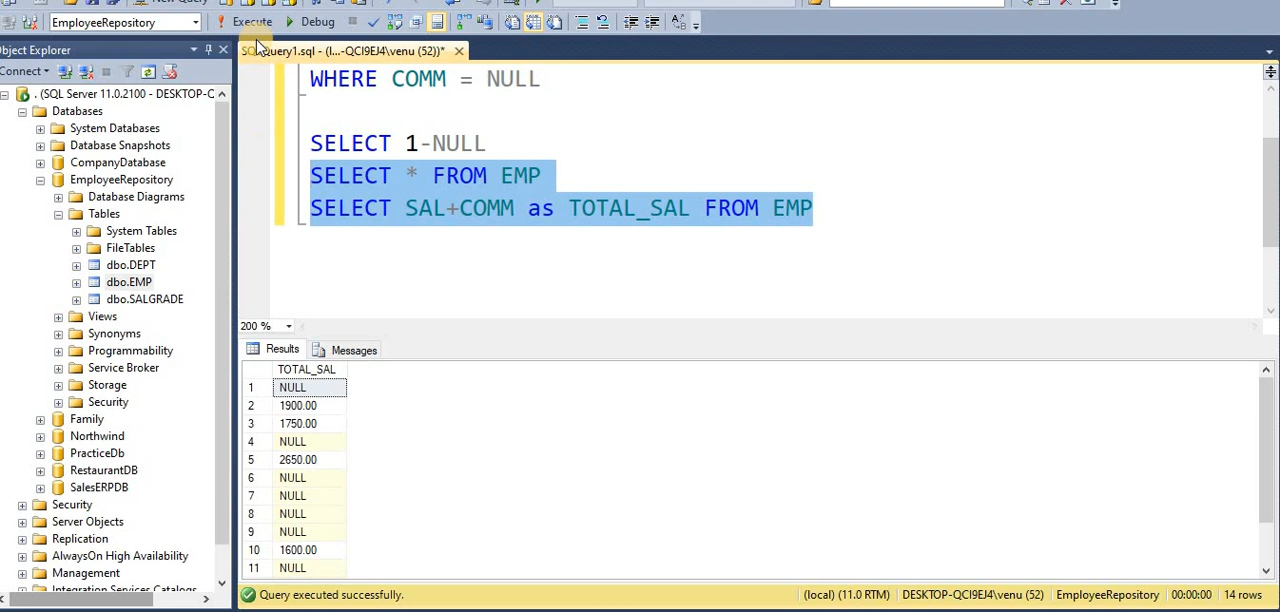 New Query
EmployeeRepository
Execute
Debug
Object Explorer
SQLQuery1.sql - (l...-QCI9EJ4\venu (52))*
Connect
. (SQL Server 11.0.2100 - DESKTOP-C
Databases
System Databases
Database Snapshots
CompanyDatabase
EmployeeRepository
Database Diagrams
Tables
System Tables
FileTables
dbo.DEPT
dbo.EMP
dbo.SALGRADE
Views
Synonyms
Programmability
Service Broker
Storage
Security
Family
Northwind
PracticeDb
RestaurantDB
SalesERPDB
Security
Server Objects
Replication
AlwaysOn High Availability
Management
Integration Services Catalogs
WHERE COMM = NULL
SELECT 1-NULL
SELECT * FROM EMP
SELECT SAL+COMM as TOTAL_SAL FROM EMP
200 %
Results Messages
TOTAL_SAL
1 NULL
2 1900.00
3 1750.00
4 NULL
5 2650.00
6 NULL
7 NULL
8 NULL
9 NULL
10 1600.00
11 NULL
Query executed successfully. (local) (11.0 RTM) DESKTOP-QCI9EJ4\venu (52) EmployeeRepository 00:00:00 14 rows